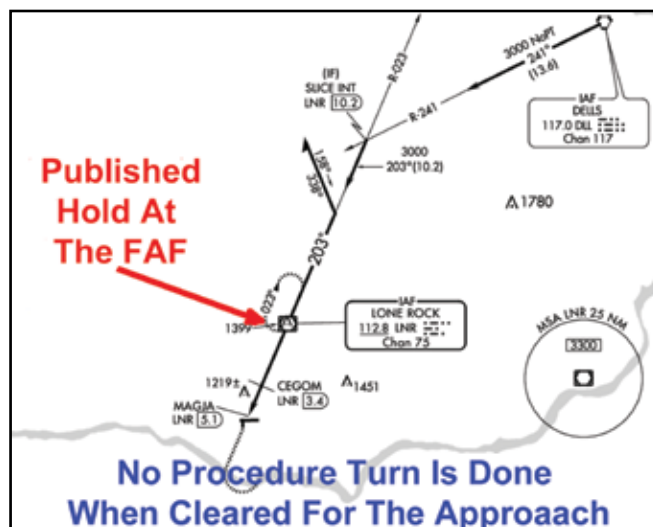 3000 NoPT
241°
(13.6)
R-023
(IF)
SLICE INT
LNR 10.2
R-241
IAF
DELLS
117.0 DLL
Chan 117
3000
203°(10.2)
158°
338°
Published
Hold At
The FAF
1780
203°
023°
1399
IAF
LONE ROCK
112.8 LNR
Chan 75
MSA LNR 25 NM
3300
1219±
CEGOM
LNR 3.4
1451
MAGJA
LNR 5.1
No Procedure Turn Is Done
When Cleared For The Approaach